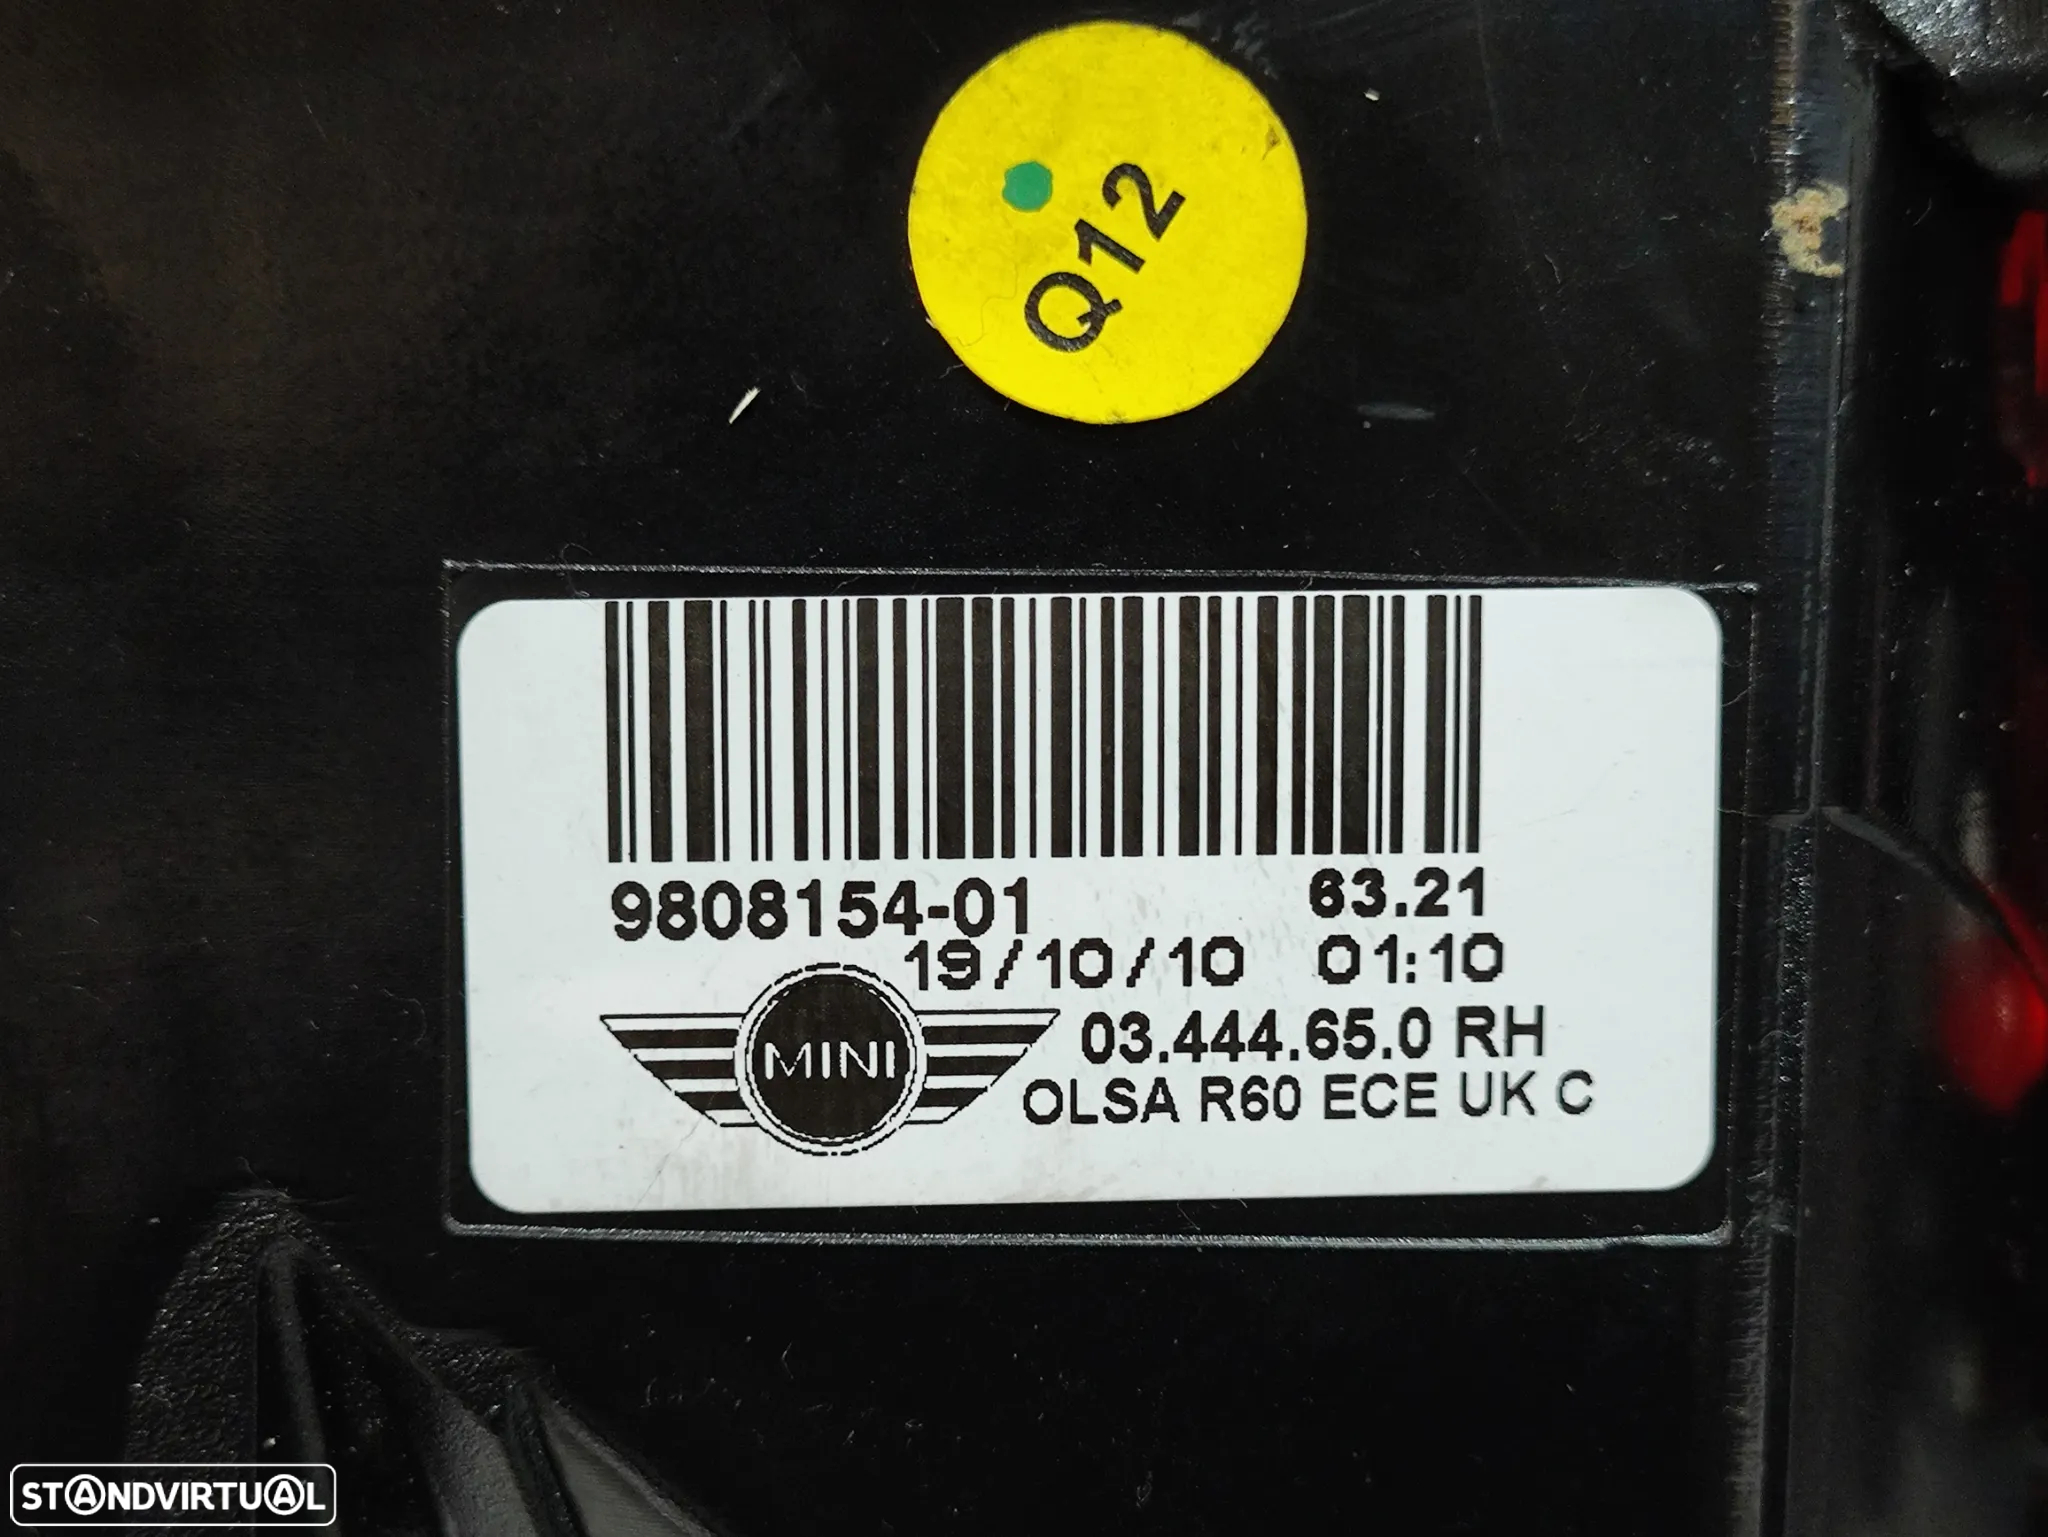 Q12
9808154-01 63.21
19/10/10 01:10
MINI
03.444.65.0 RH
OLSA R60 ECE UK C
STANDVIRTUAL